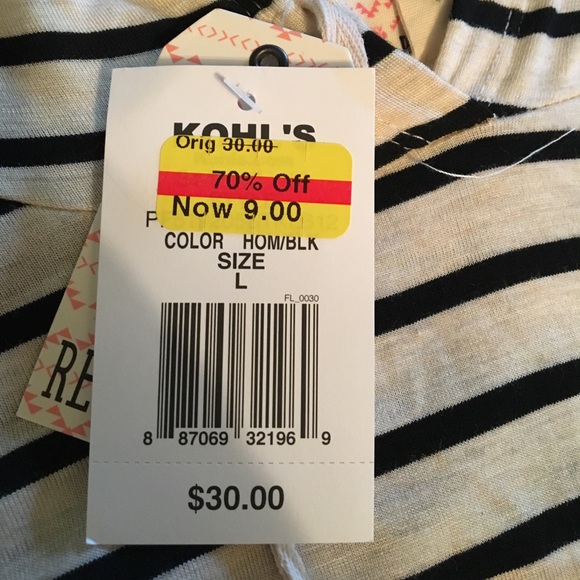 KOHL'S
Orig 30.00
70% Off
Now 9.00
COLOR HOM/BLK
SIZE
L
FL_0030
8 87069 32196 9
$30.00